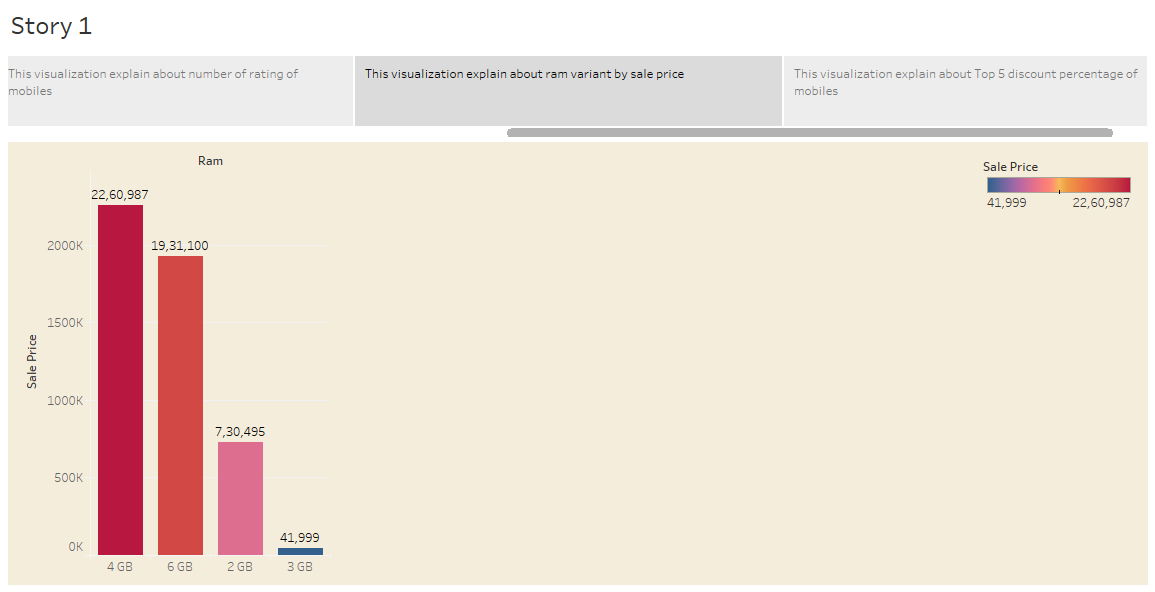 Story 1
This visualization explain about number of rating of
mobiles
This visualization explain about ram variant by sale price
This visualization explain about Top 5 discount percentage of
mobiles
Ram
Sale Price
41,999 22,60,987
22,60,987
19,31,100
7,30,495
41,999
2000K
1500K
1000K
500K
0K
Sale Price
4 GB 6 GB 2 GB 3 GB